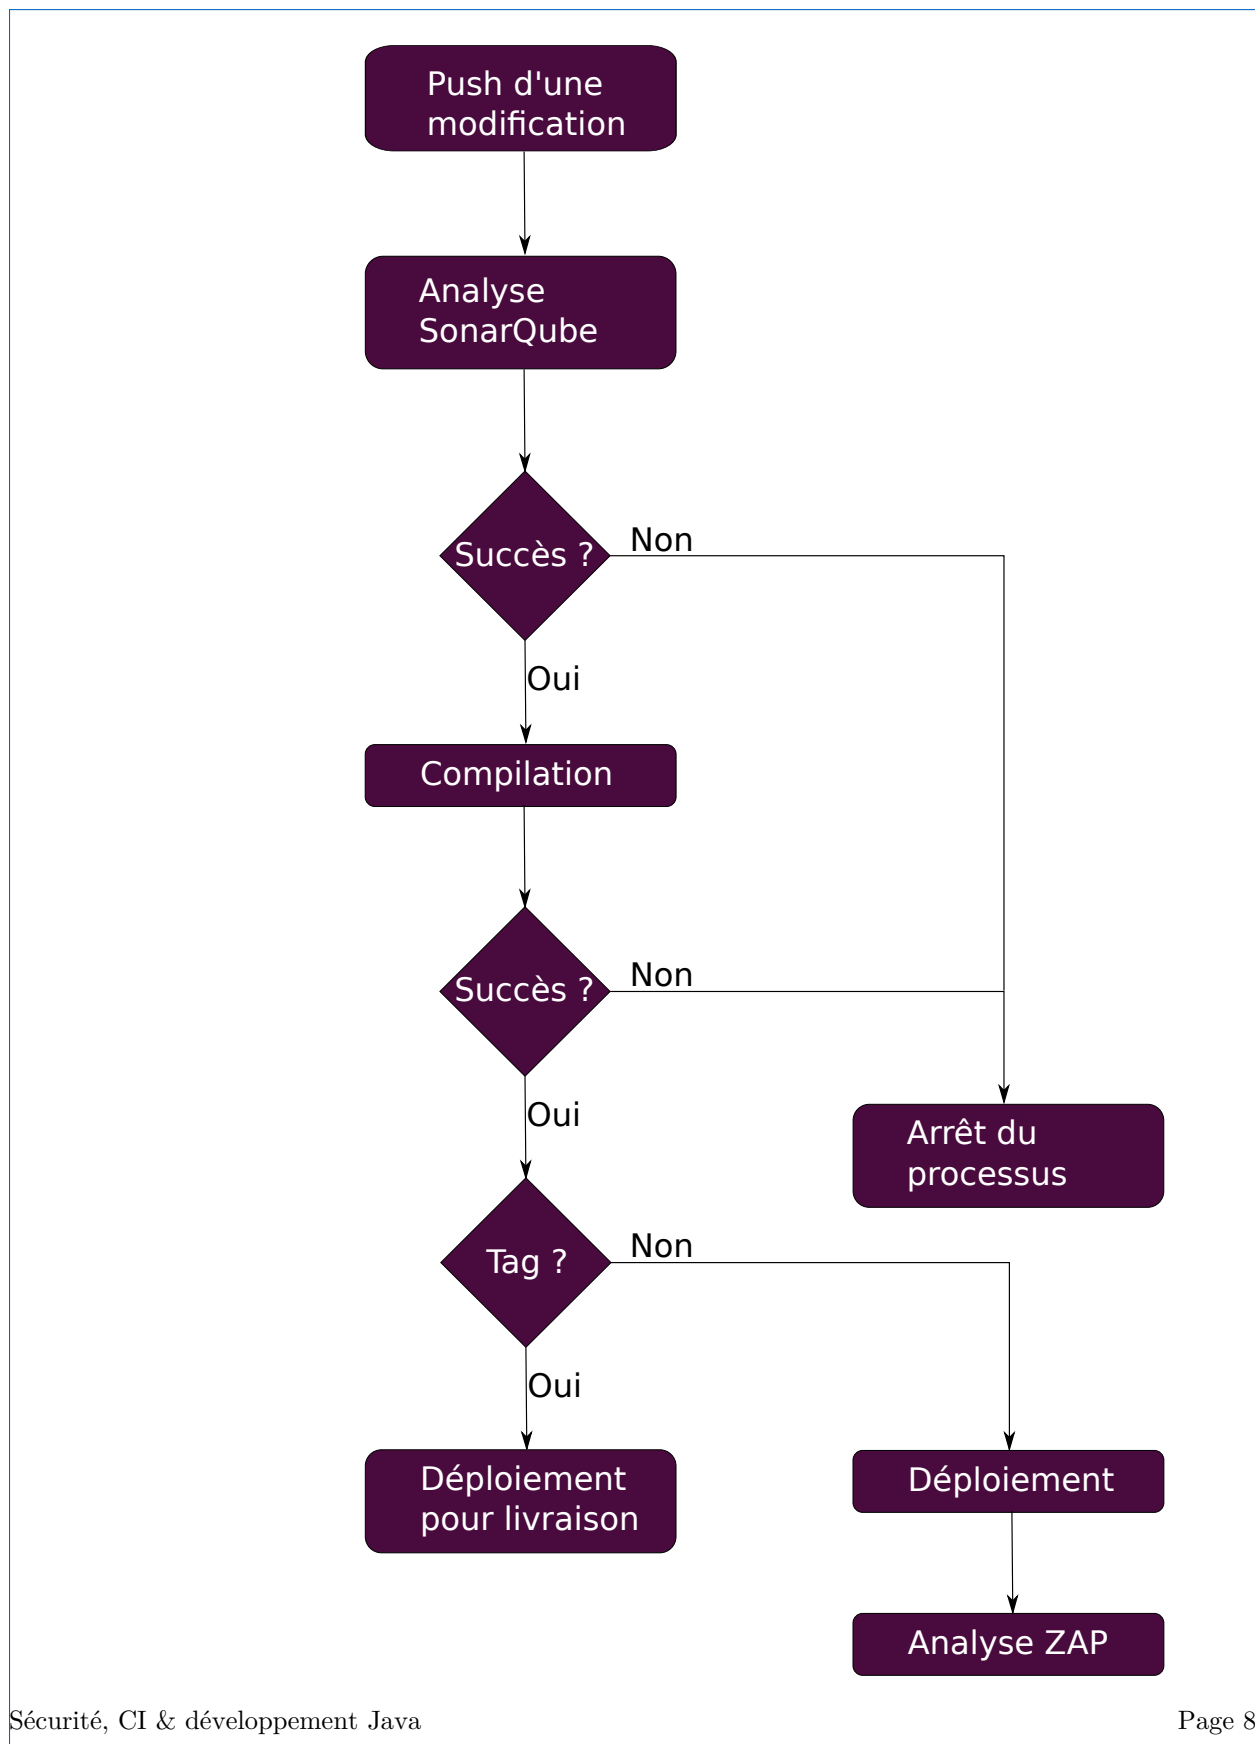 Push d'une
modification
Analyse
SonarQube
Succès ?
Non
Oui
Compilation
Succès ?
Non
Oui
Arrêt du
processus
Tag ?
Non
Oui
Déploiement
pour livraison
Déploiement
Analyse ZAP
Sécurité, CI & développement Java
Page 8